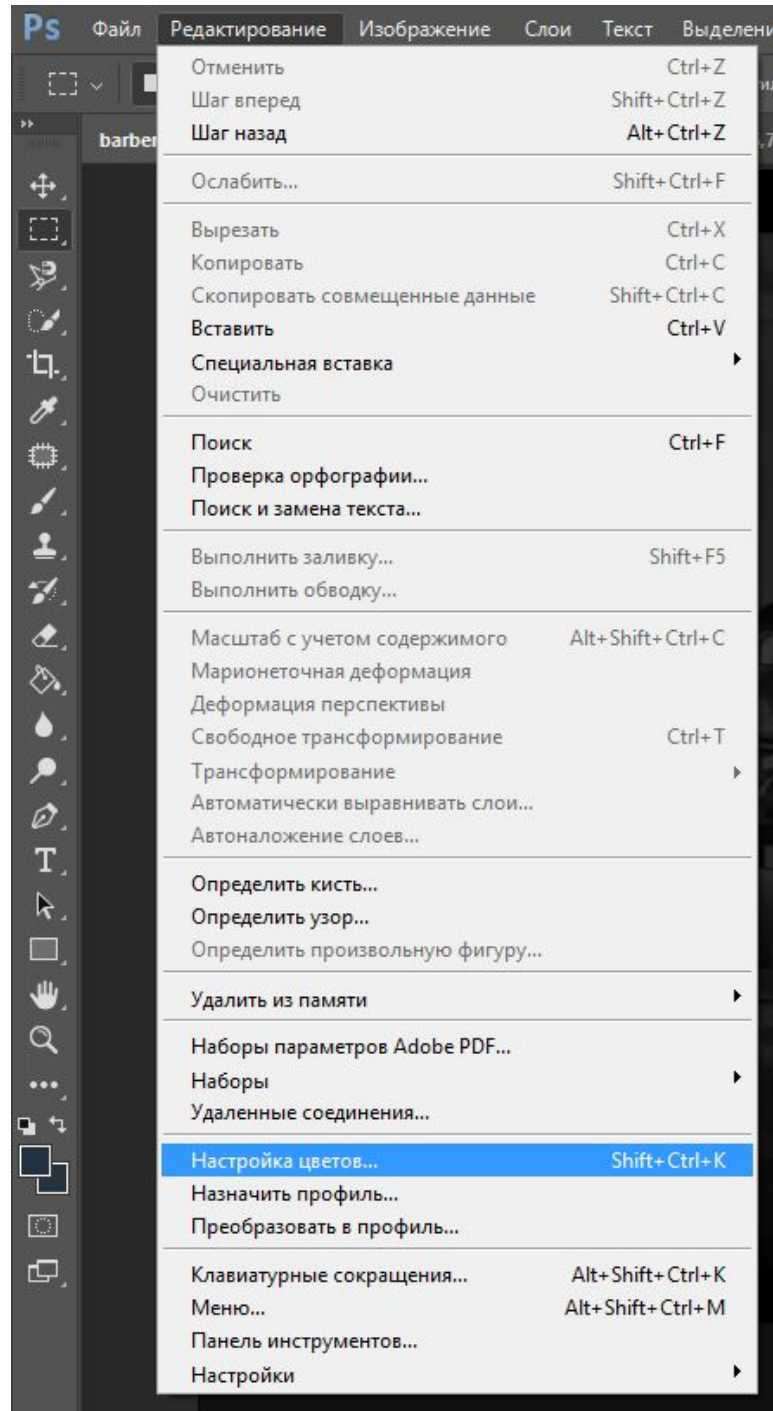 Ps Файл Редактирование Изображение Слои Текст
barber
Отменить Ctrl+Z
Шаг вперед Shift+Ctrl+Z
Шаг назад Alt+Ctrl+Z
Ослабить... Shift+Ctrl+F
Вырезать Ctrl+X
Копировать Ctrl+C
Скопировать совмещенные данные Shift+Ctrl+C
Вставить Ctrl+V
Специальная вставка
Очистить
Поиск Ctrl+F
Проверка орфографии...
Поиск и замена текста...
Выполнить заливку... Shift+F5
Выполнить обводку...
Масштаб с учетом содержимого Alt+Shift+Ctrl+C
Марионеточная деформация
Деформация перспективы
Свободное трансформирование Ctrl+T
Трансформирование
Автоматически выравнивать слои...
Автоналожение слоев...
Определить кисть...
Определить узор...
Определить произвольную фигуру...
Удалить из памяти
Наборы параметров Adobe PDF...
Наборы
Удаленные соединения...
Настройка цветов... Shift+Ctrl+K
Назначить профиль...
Преобразовать в профиль...
Клавиатурные сокращения... Alt+Shift+Ctrl+K
Меню... Alt+Shift+Ctrl+M
Панель инструментов...
Настройки